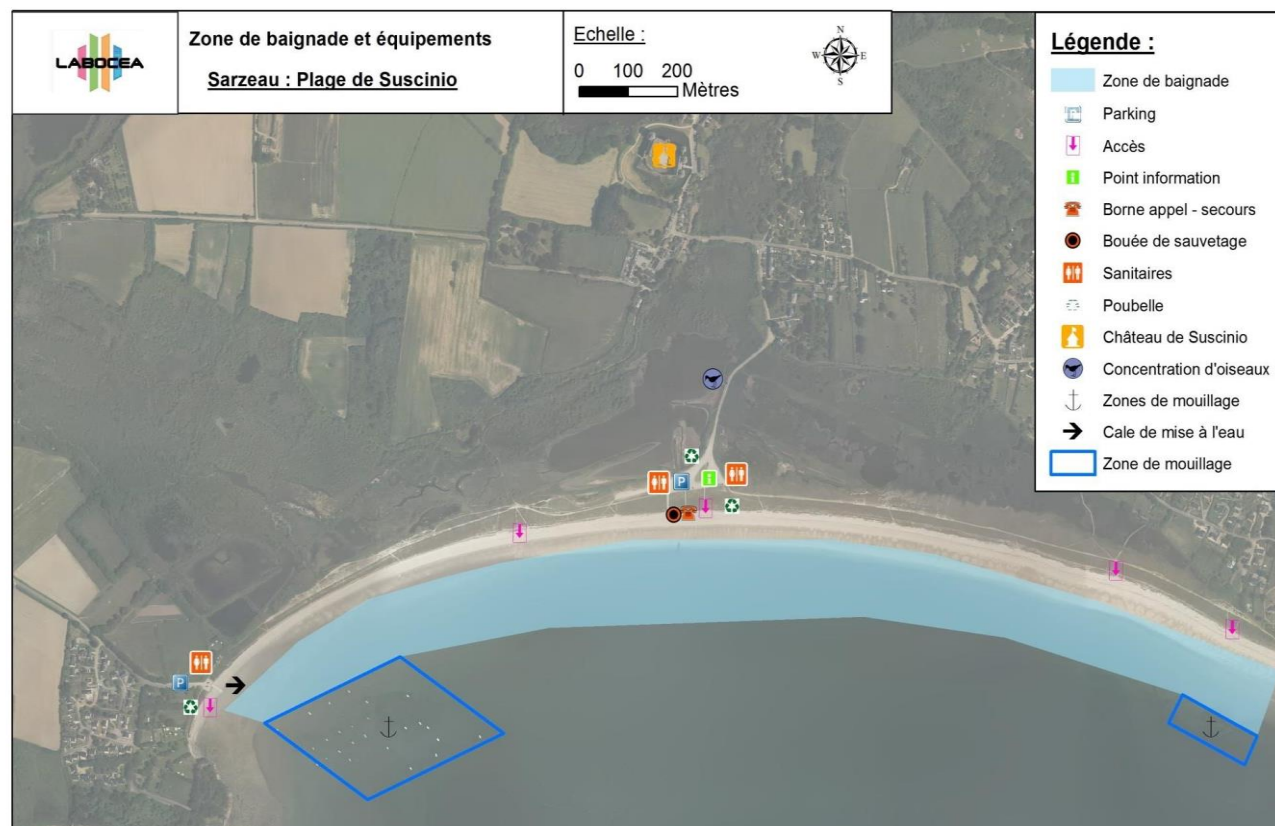 LABOCEA
Zone de baignade et équipements
Sarzeau : Plage de Suscinio
Echelle :
0 100 200
Mètres
N
W E
S
Légende :
Zone de baignade
Parking
Accès
Point information
Borne appel - secours
Bouée de sauvetage
Sanitaires
Poubelle
Château de Suscinio
Concentration d'oiseaux
Zones de mouillage
Cale de mise à l'eau
Zone de mouillage
P
i
P